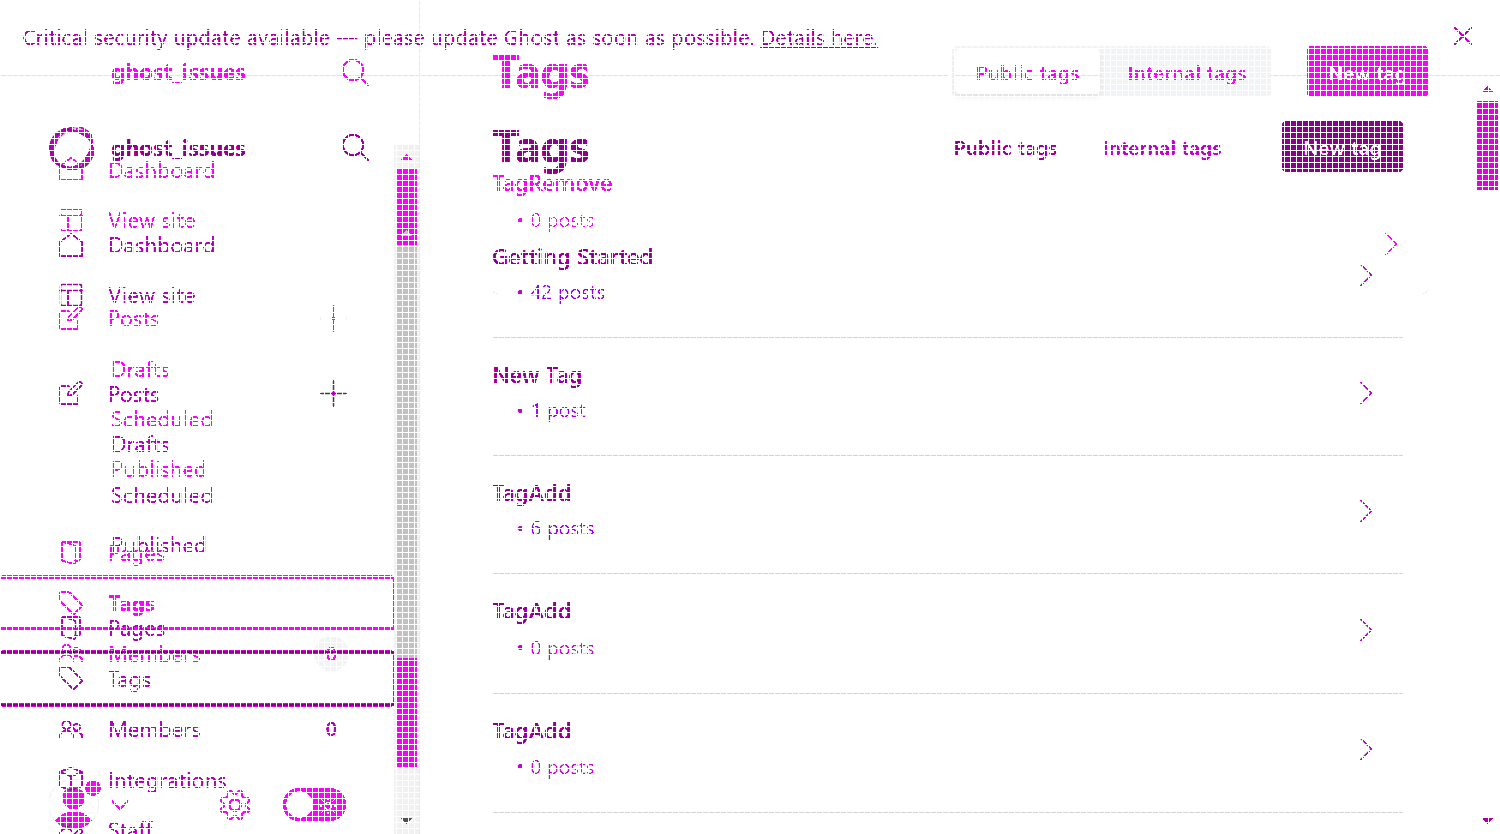 Critical security update available — please update Ghost as soon as possible. Details here.
ghost_issues
Tags
Public tags
Internal tags
New tag
ghost_issues
Tags
Public tags
Internal tags
New tag
Dashboard
TagRemove
0 posts
View site
Dashboard
Getting Started
42 posts
View site
Posts
Drafts
New Tag
Posts
1 post
Scheduled
Drafts
Published
Scheduled
TagAdd
6 posts
Published
Pages
Tags
TagAdd
Pages
0 posts
Members
0
Tags
Members
0
TagAdd
0 posts
Integrations
Staff